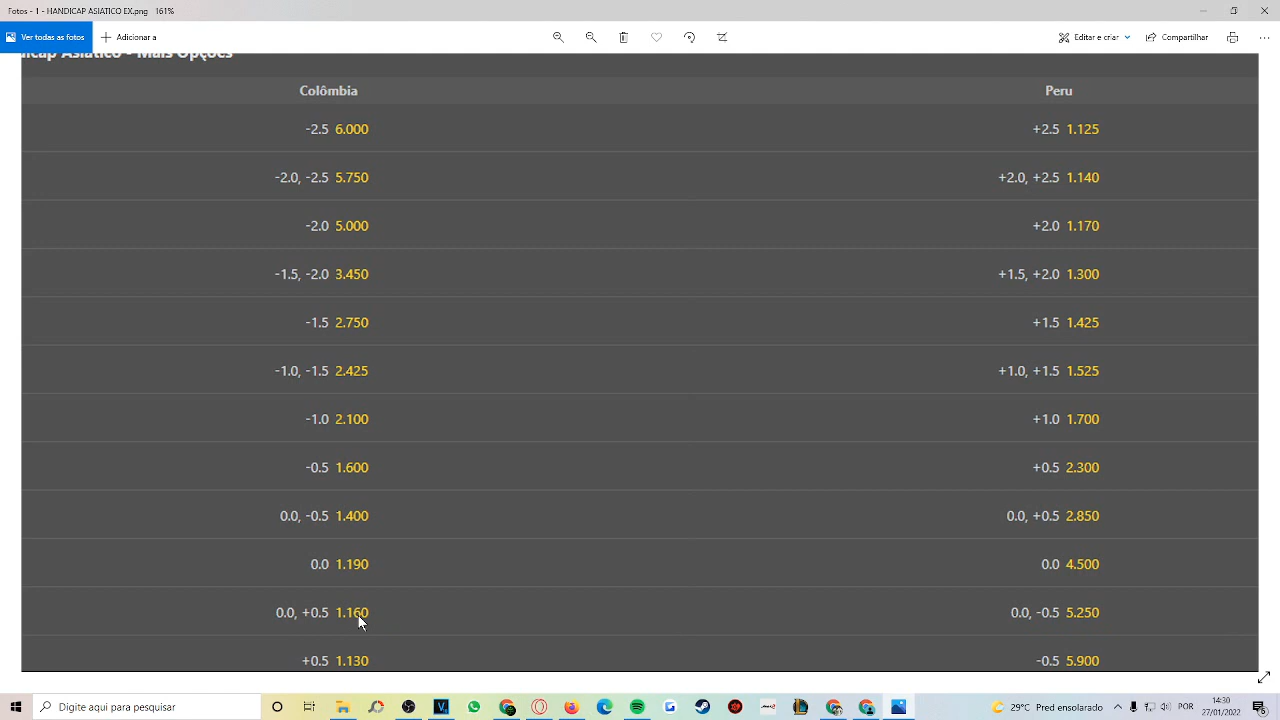 Fotos - 1 - HANDICAP ASIATICO EX.png - 161%
Ver todas as fotos Adicionar a Editar e criar Compartilhar
Asiático - Mais Opções
Colômbia Peru
-2.5 6.000 +2.5 1.125
-2.0, -2.5 5.750 +2.0, +2.5 1.140
-2.0 5.000 +2.0 1.170
-1.5, -2.0 3.450 +1.5, +2.0 1.300
-1.5 2.750 +1.5 1.425
-1.0, -1.5 2.425 +1.0, +1.5 1.525
-1.0 2.100 +1.0 1.700
-0.5 1.600 +0.5 2.300
0.0, -0.5 1.400 0.0, +0.5 2.850
0.0 1.190 0.0 4.500
0.0, +0.5 1.160 0.0, -0.5 5.250
+0.5 1.130 -0.5 5.900
Digite aqui para pesquisar 29°C Pred ensolarado POR 14:30
27/01/2022